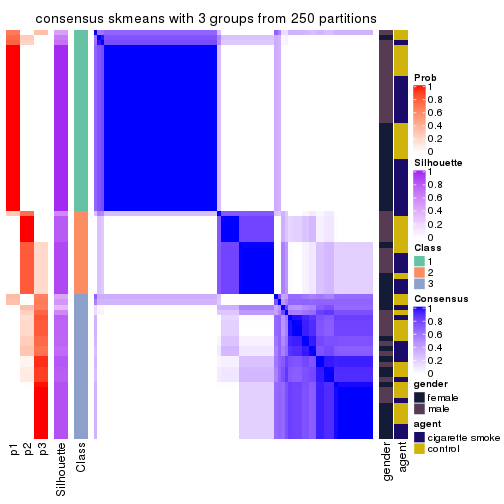 consensus skmeans with 3 groups from 250 partitions
Prob
1
0.8
0.6
0.4
0.2
0
Silhouette
1
0.8
0.6
0.4
0.2
0
Class
1
2
3
Consensus
1
0.8
0.6
0.4
0.2
0
gender
female
male
agent
cigarette smoke
control
p1
p2
p3
Silhouette
Class
gender
agent